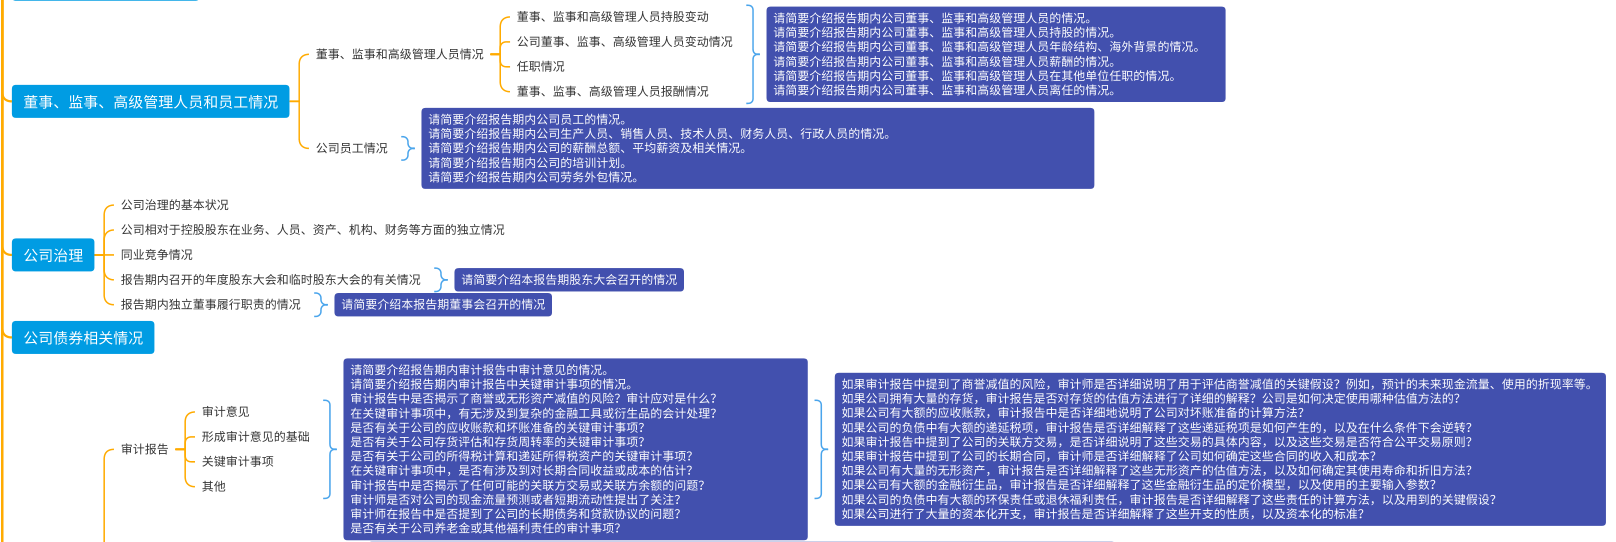 董事、监事、高级管理人员和员工情况
董事、监事和高级管理人员情况
董事、监事和高级管理人员持股变动
公司董事、监事、高级管理人员变动情况
任职情况
董事、监事、高级管理人员报酬情况
请简要介绍报告期内公司董事、监事和高级管理人员的情况。
请简要介绍报告期内公司董事、监事和高级管理人员持股的情况。
请简要介绍报告期内公司董事、监事和高级管理人员年龄结构、海外背景的情况。
请简要介绍报告期内公司董事、监事和高级管理人员薪酬的情况。
请简要介绍报告期内公司董事、监事和高级管理人员在其他单位任职的情况。
请简要介绍报告期内公司董事、监事和高级管理人员离任的情况。
公司员工情况
请简要介绍报告期内公司员工的情况。
请简要介绍报告期内公司生产人员、销售人员、技术人员、财务人员、行政人员的情况。
请简要介绍报告期内公司的薪酬总额、平均薪资及相关情况。
请简要介绍报告期内公司的培训计划。
请简要介绍报告期内公司劳务外包情况。
公司治理
公司治理的基本状况
公司相对于控股股东在业务、人员、资产、机构、财务等方面的独立情况
同业竞争情况
报告期内召开的年度股东大会和临时股东大会的有关情况
请简要介绍本报告期股东大会召开的情况
报告期内独立董事履行职责的情况
请简要介绍本报告期董事会召开的情况
公司债券相关情况
审计报告
审计意见
形成审计意见的基础
关键审计事项
其他
请简要介绍报告期内审计报告中审计意见的情况。
请简要介绍报告期内审计报告中关键审计事项的情况。
审计报告中是否揭示了商誉或无形资产减值的风险？审计应对是什么？
在关键审计事项中，有无涉及到复杂的金融工具或衍生品的会计处理？
是否有关于公司的应收账款和坏账准备的关键审计事项？
是否有关于公司存货评估和存货周转率的关键审计事项？
是否有关于公司的所得税计算和递延所得税资产的关键审计事项？
在关键审计事项中，是否有涉及到对长期合同收益或成本的估计？
审计报告中是否揭示了任何可能的关联方交易或关联方余额的问题？
审计师是否对公司的现金流量预测或者短期流动性提出了关注？
审计师在报告中是否提到了公司的长期债务和贷款协议的问题？
是否有关于公司养老金或其他福利责任的审计事项？
如果审计报告中提到了商誉减值的风险，审计师是否详细说明了用于评估商誉减值的关键假设？例如，预计的未来现金流量、使用的折现率等。
如果公司拥有大量的存货，审计报告是否对存货的估值方法进行了详细的解释？公司是如何决定使用哪种估值方法的？
如果公司有大额的应收账款，审计报告中是否详细地说明了公司对坏账准备的计算方法？
如果公司的负债中有大额的递延税项，审计报告是否详细解释了这些递延税项是如何产生的，以及在什么条件下会逆转？
如果审计报告中提到了公司的关联方交易，是否详细说明了这些交易的具体内容，以及这些交易是否符合公平交易原则？
如果审计报告中提到了公司的长期合同，审计师是否详细解释了公司如何确定这些合同的收入和成本？
如果公司有大量的无形资产，审计报告是否详细解释了这些无形资产的估值方法，以及如何确定其使用寿命和折旧方法？
如果公司有大额的金融衍生品，审计报告是否详细解释了这些金融衍生品的定价模型，以及使用的主要输入参数？
如果公司的负债中有大额的环保责任或退休福利责任，审计报告是否详细解释了这些责任的计算方法，以及用到的关键假设？
如果公司进行了大量的资本化开支，审计报告是否详细解释了这些开支的性质，以及资本化的标准？